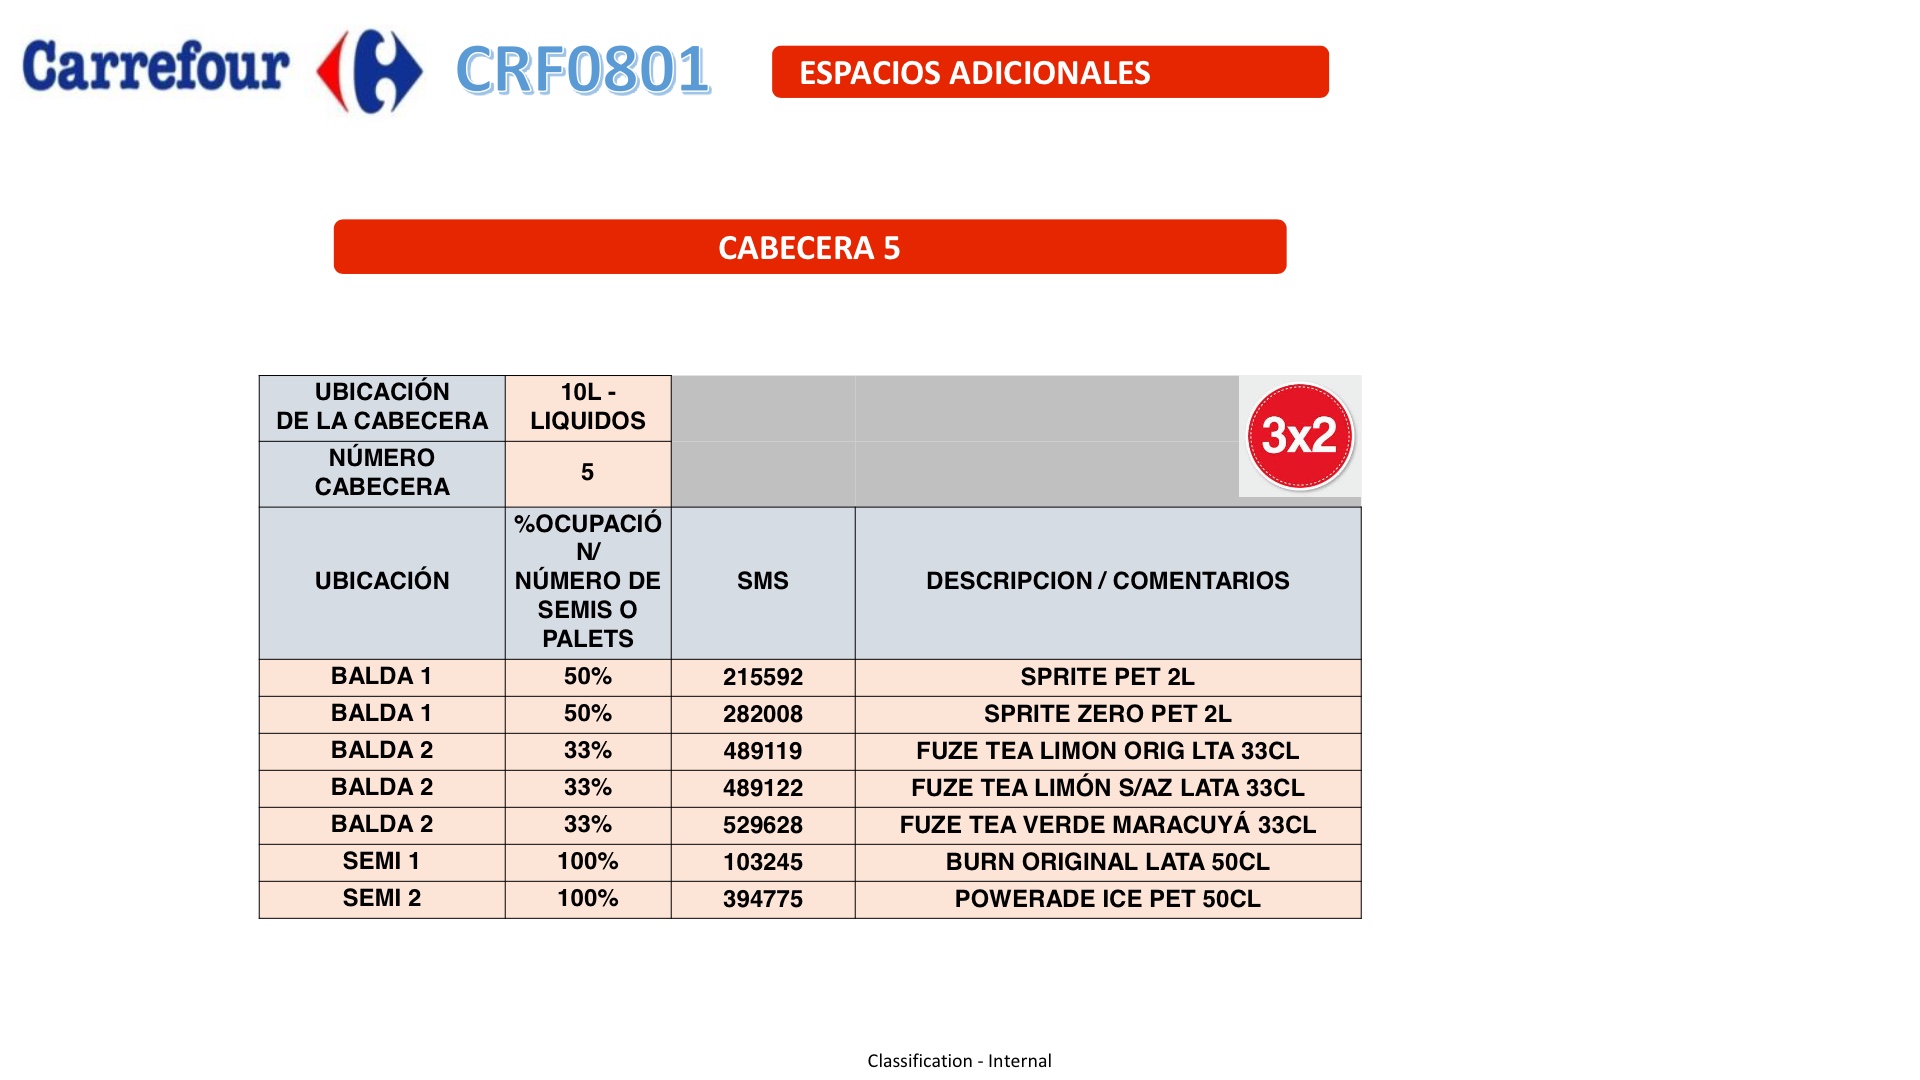 Carrefour CRF0801 ESPACIOS ADICIONALES
CABECERA 5
UBICACIÓN
DE LA CABECERA
10L -
LIQUIDOS
3x2
NÚMERO
CABECERA
5
UBICACIÓN
%OCUPACIÓ
N/
NÚMERO DE
SEMIS O
PALETS
SMS
DESCRIPCION / COMENTARIOS
BALDA 1 50% 215592 SPRITE PET 2L
BALDA 1 50% 282008 SPRITE ZERO PET 2L
BALDA 2 33% 489119 FUZE TEA LIMON ORIG LTA 33CL
BALDA 2 33% 489122 FUZE TEA LIMÓN S/AZ LATA 33CL
BALDA 2 33% 529628 FUZE TEA VERDE MARACUYÁ 33CL
SEMI 1 100% 103245 BURN ORIGINAL LATA 50CL
SEMI 2 100% 394775 POWERADE ICE PET 50CL
Classification - Internal